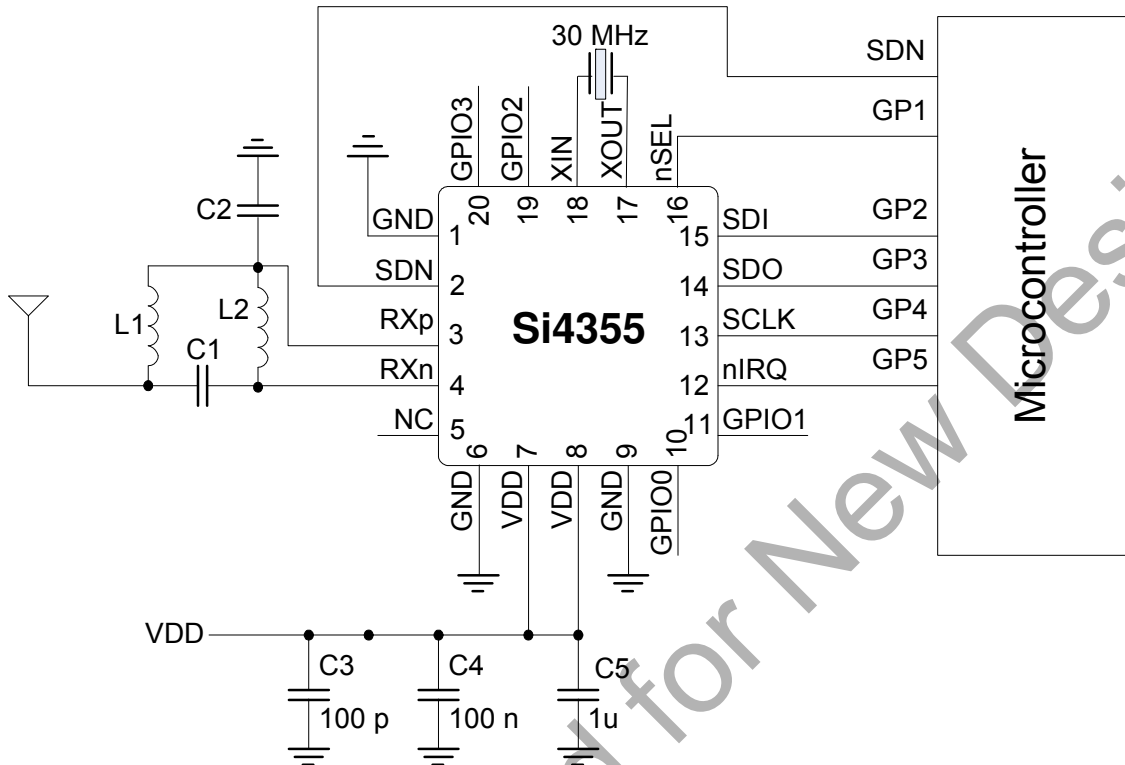 30 MHz
SDN
GP1
GPIO3
GPIO2
XIN
XOUT
nSEL
C2
GND
20
19
18
17
16
1
15
SDI
GP2
SDN
2
14
SDO
GP3
L1
L2
RXp
3
Si4355
13
SCLK
GP4
C1
RXn
4
12
nIRQ
GP5
NC
5
11
GPIO1
6
7
8
9
10
GND
VDD
VDD
GND
GPIO0
Microcontroller
VDD
C3
C4
C5
100 p
100 n
1u
for New Desi